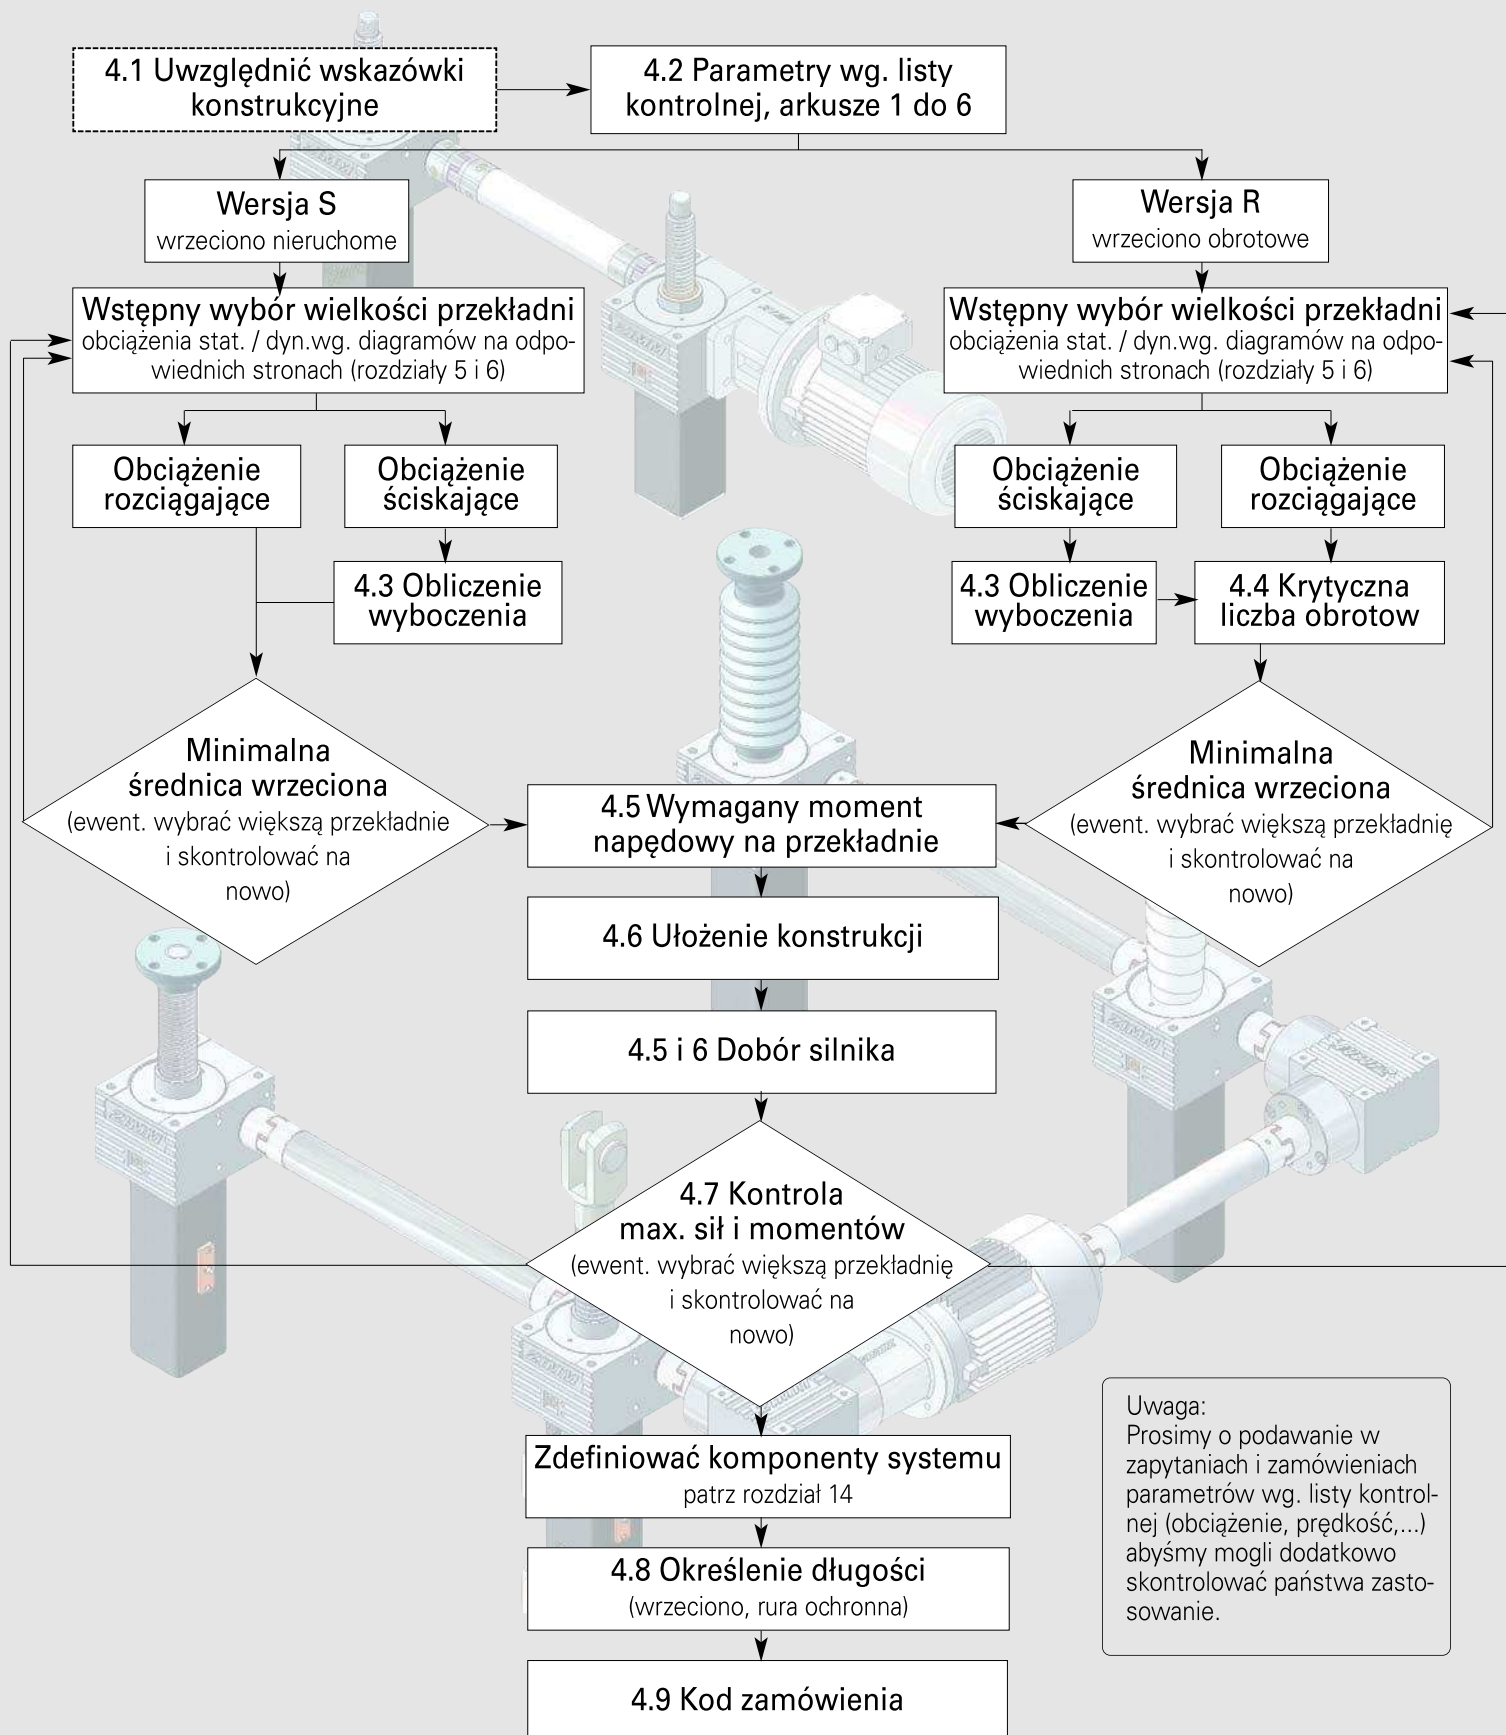 4.1 Uwzględnić wskazówki
konstrukcyjne
4.2 Parametry wg. listy
kontrolnej, arkusze 1 do 6
Wersja S
wrzeciono nieruchome
Wersja R
wrzeciono obrotowe
Wstępny wybór wielkości przekładni
obciążenia stat. / dyn.wg. diagramów na odpo-
wiednich stronach (rozdziały 5 i 6)
Wstępny wybór wielkości przekładni
obciążenia stat. / dyn.wg. diagramów na odpo-
wiednich stronach (rozdziały 5 i 6)
Obciążenie
rozciągające
Obciążenie
ściskające
Obciążenie
ściskające
Obciążenie
rozciągające
4.3 Obliczenie
wyboczenia
4.3 Obliczenie
wyboczenia
4.4 Krytyczna
liczba obrotow
Minimalna
średnica wrzeciona
(ewent. wybrać większą przekładnie
i skontrolować na
nowo)
Minimalna
średnica wrzeciona
(ewent. wybrać większą przekładnię
i skontrolować na
nowo)
4.5 Wymagany moment
napędowy na przekładnie
4.6 Ułożenie konstrukcji
4.5 i 6 Dobór silnika
ZIMM
ZIMM
4.7 Kontrola
max. sił i momentów
(ewent. wybrać większą przekładnię
i skontrolować na
nowo)
ZIMM
Zdefiniować komponenty systemu
patrz rozdział 14
4.8 Określenie długości
(wrzeciono, rura ochronna)
4.9 Kod zamówienia
Uwaga:
Prosimy o podawanie w
zapytaniach i zamówieniach
parametrów wg. listy kontrol-
nej (obciążenie, prędkość,...)
abyśmy mogli dodatkowo
skontrolować państwa zasto-
sowanie.